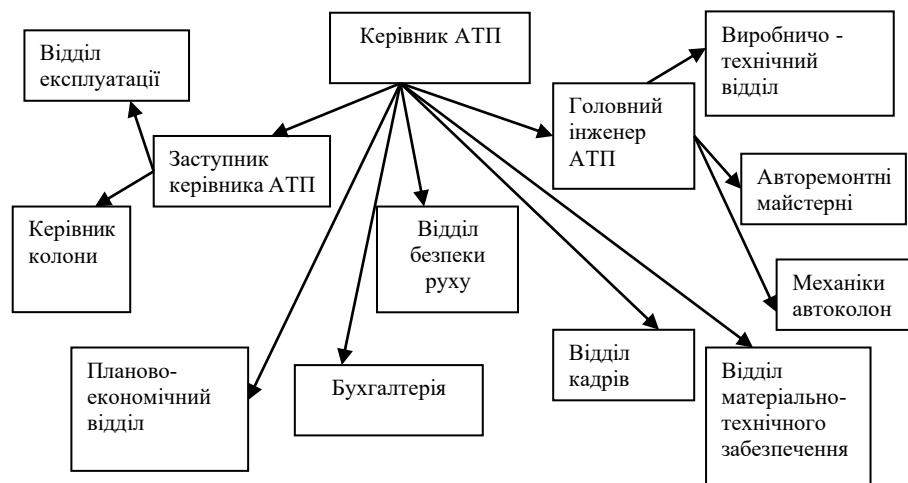 Керівник АТП
Виробничо -
технічний
відділ
Відділ
експлуатації
Головний
інженер
АТП
Заступник
керівника АТП
Авторемонтні
майстерні
Керівник
колони
Відділ
безпеки
руху
Механіки
автоколон
Планово-
економічний
відділ
Бухгалтерія
Відділ
кадрів
Відділ
матеріально-
технічного
забезпечення